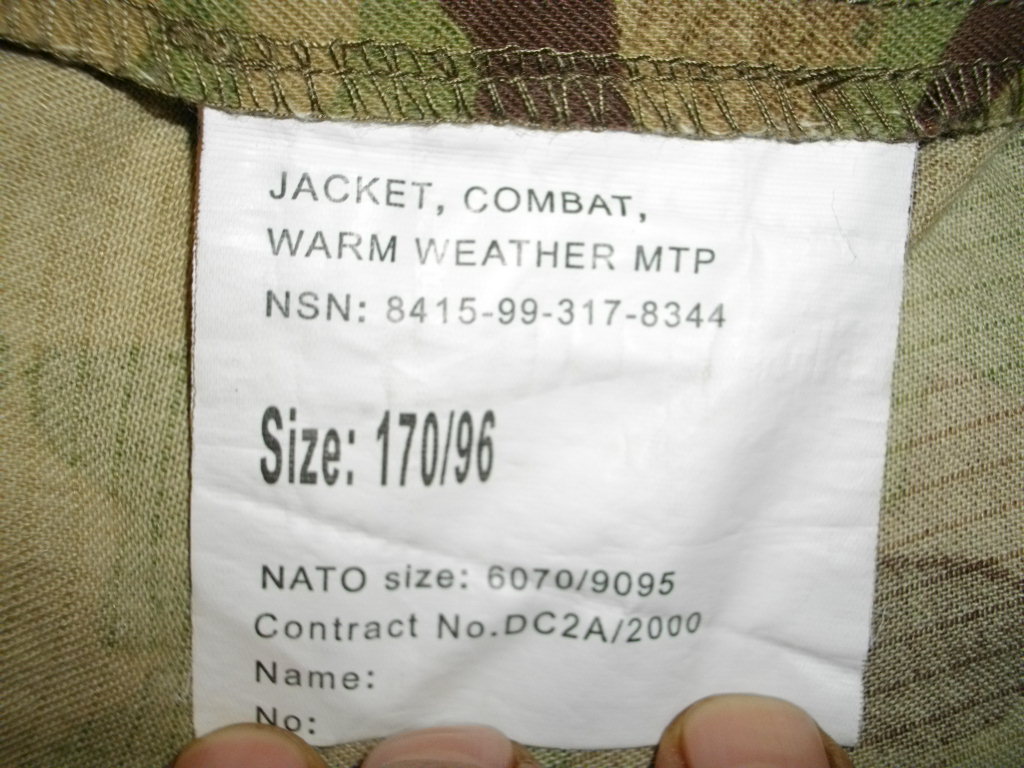 JACKET, COMBAT,
WARM WEATHER MTP
NSN: 8415-99-317-8344
Size: 170/96
NATO size: 6070/9095
Contract No.DC2A/2000
Name:
No: